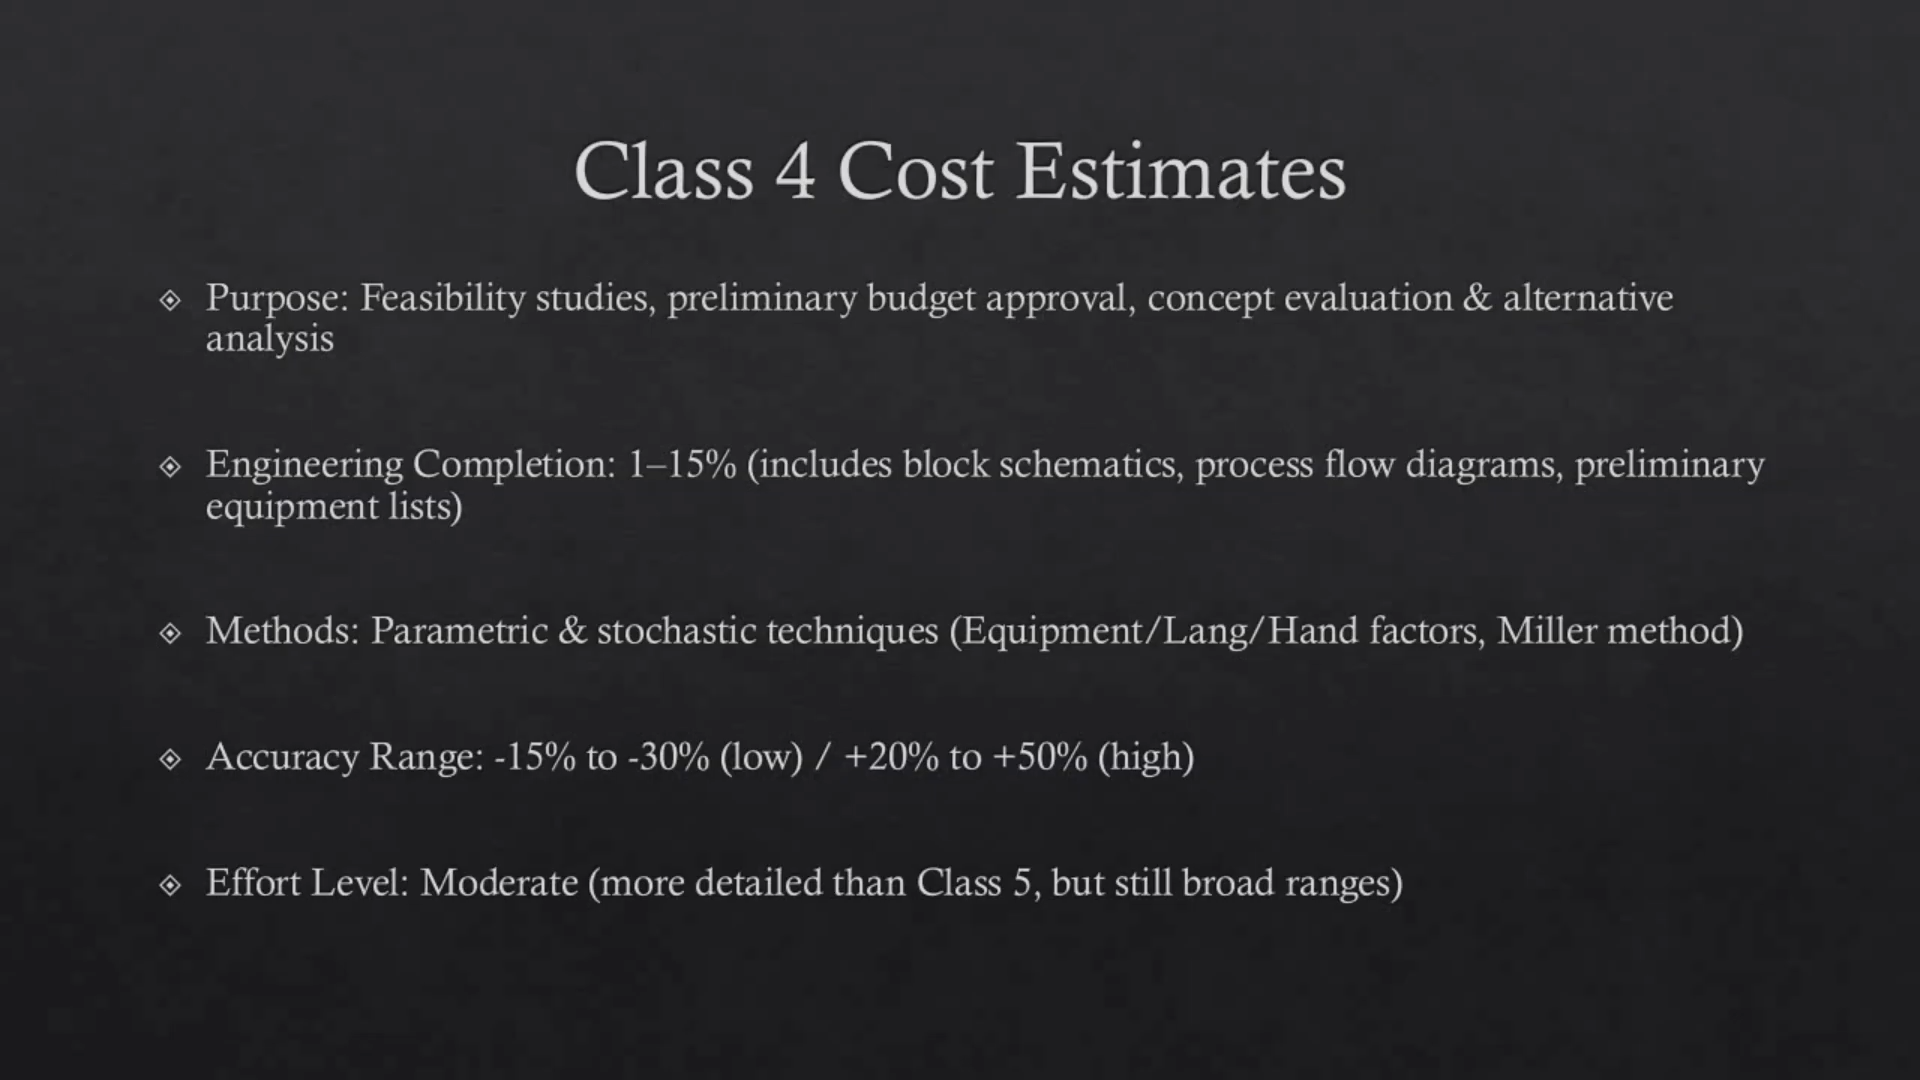 Class 4 Cost Estimates
Purpose: Feasibility studies, preliminary budget approval, concept evaluation & alternative
analysis
Engineering Completion: 1–15% (includes block schematics, process flow diagrams, preliminary
equipment lists)
Methods: Parametric & stochastic techniques (Equipment/Lang/Hand factors, Miller method)
Accuracy Range: -15% to -30% (low) / +20% to +50% (high)
Effort Level: Moderate (more detailed than Class 5, but still broad ranges)